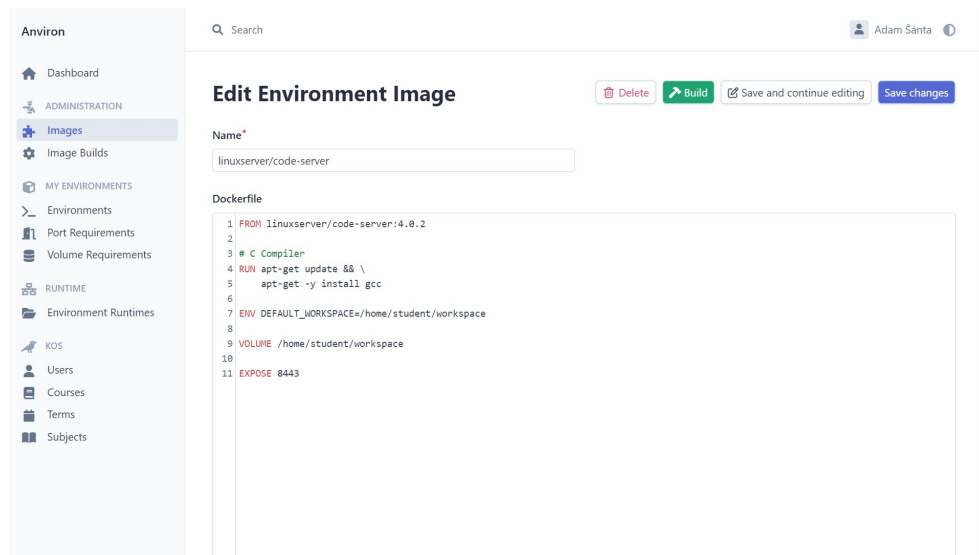 Anviron
Search
Adam Šánta
Dashboard
ADMINISTRATION
Images
Image Builds
MY ENVIRONMENTS
Environments
Port Requirements
Volume Requirements
RUNTIME
Environment Runtimes
KOS
Users
Courses
Terms
Subjects
Edit Environment Image
Delete
Build
Save and continue editing
Save changes
Name*
linuxserver/code-server
Dockerfile
1 FROM linuxserver/code-server:4.0.2
2
3 # C Compiler
4 RUN apt-get update && \
5     apt-get -y install gcc
6
7 ENV DEFAULT_WORKSPACE=/home/student/workspace
8
9 VOLUME /home/student/workspace
10
11 EXPOSE 8443